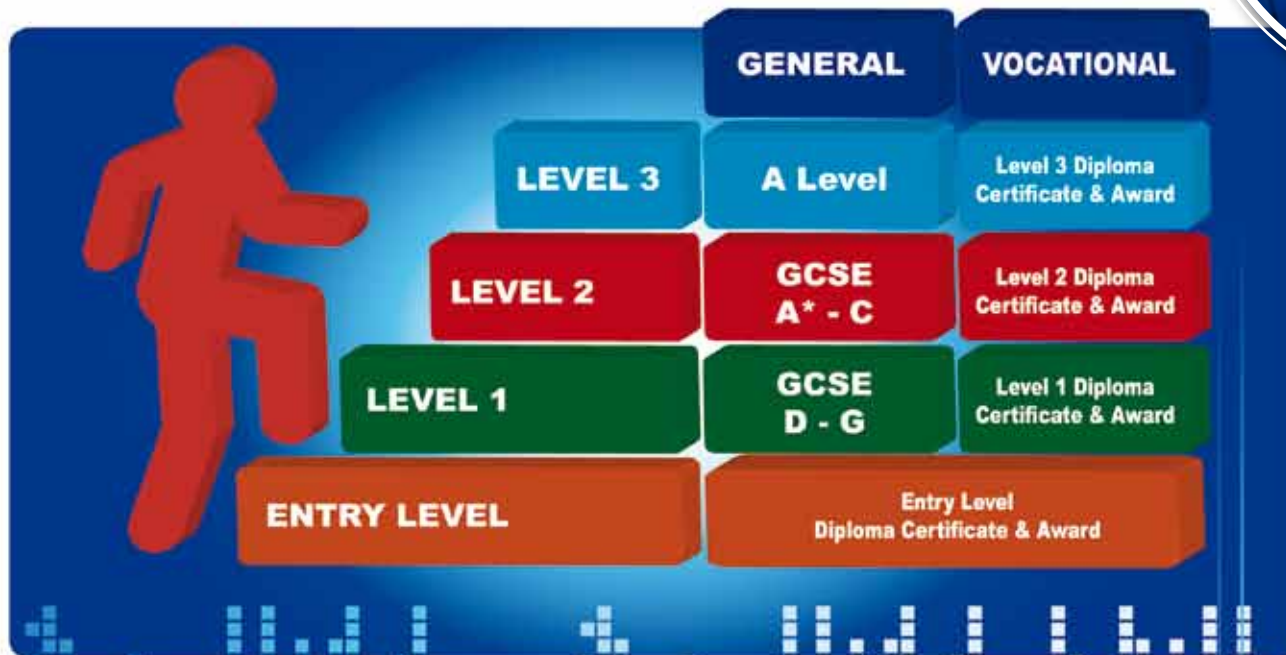 GENERAL
VOCATIONAL
LEVEL 3
A Level
Level 3 Diploma
Certificate & Award
LEVEL 2
GCSE
A* - C
Level 2 Diploma
Certificate & Award
LEVEL 1
GCSE
D - G
Level 1 Diploma
Certificate & Award
ENTRY LEVEL
Entry Level
Diploma Certificate & Award